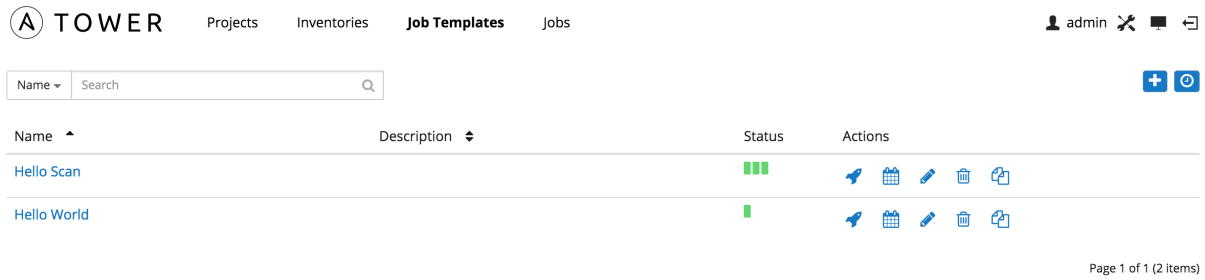 TOWER Projects Inventories Job Templates Jobs admin
Name Search
Name Description Status Actions
Hello Scan
Hello World
Page 1 of 1 (2 items)